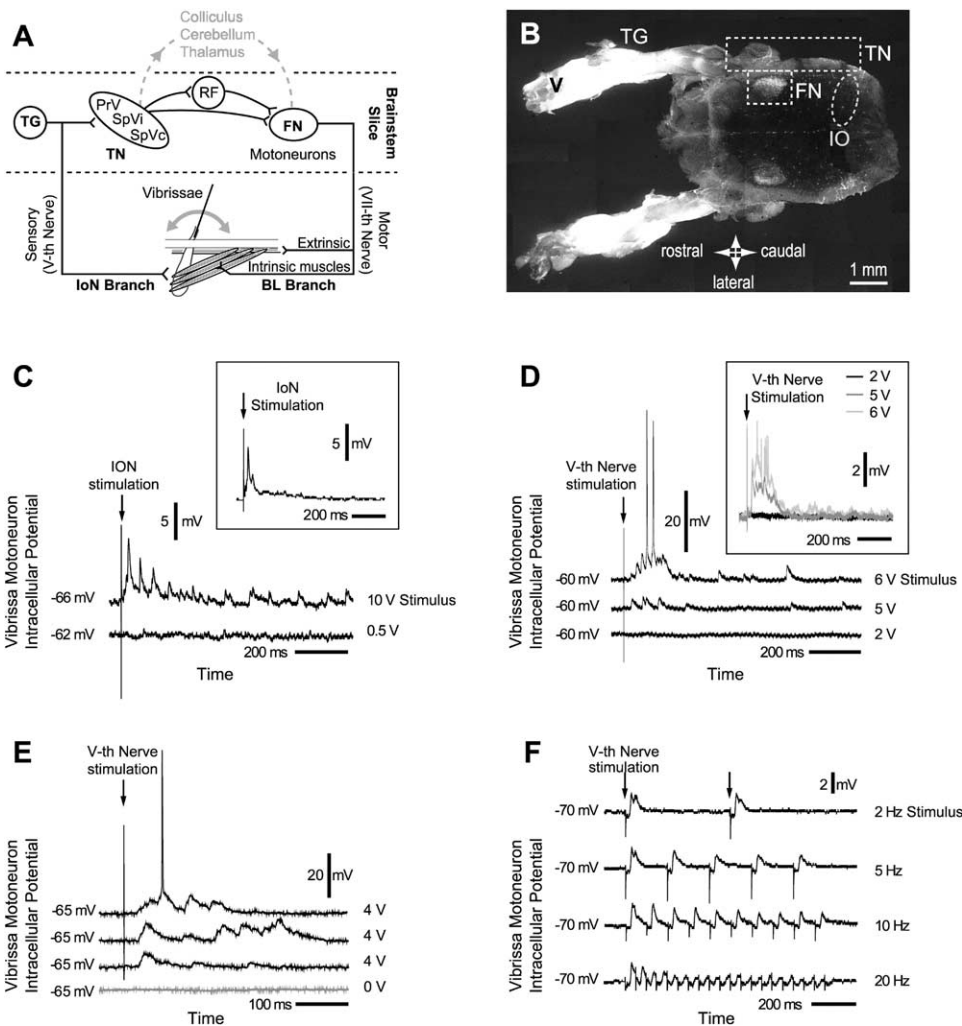 A
Colliculus
Cerebellum
Thalamus
TG
PrV
SpVi
SpVc
TN
RF
FN
Motoneurons
Brainstem
Slice
Sensory
(V-th Nerve)
Vibrissae
Extrinsic
Intrinsic muscles
IoN Branch
BL Branch
Motor
(VII-th Nerve)
B
TG
V
TN
FN
IO
rostral
caudal
lateral
1 mm
C
Vibrissa Motoneuron
Intracellular Potential
ION
stimulation
5 mV
IoN
Stimulation
5 mV
200 ms
-66 mV
10 V Stimulus
-62 mV
0.5 V
200 ms
Time
D
Vibrissa Motoneuron
Intracellular Potential
V-th Nerve
stimulation
20 mV
V-th Nerve
Stimulation
2 V
5 V
6 V
2 mV
200 ms
-60 mV
6 V Stimulus
-60 mV
5 V
-60 mV
2 V
200 ms
Time
E
Vibrissa Motoneuron
Intracellular Potential
V-th Nerve
stimulation
20 mV
-65 mV
4 V
-65 mV
4 V
-65 mV
4 V
-65 mV
0 V
100 ms
Time
F
Vibrissa Motoneuron
Intracellular Potential
V-th Nerve
stimulation
2 mV
-70 mV
2 Hz Stimulus
-70 mV
5 Hz
-70 mV
10 Hz
-70 mV
20 Hz
200 ms
Time